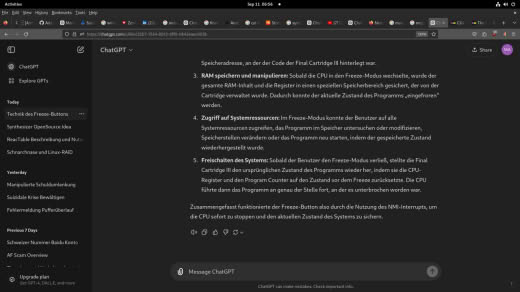 Activities
Sep 11 08:56
File Edit View History Bookmarks Tools Help
ChatGPT
Share
MA
ChatGPT
Explore GPTs
Today
Technik des Freeze-Buttons
Synthesizer OpenSource Idea
ReacTable Beschreibung und Nutz
Schnarchnase und Linux-RAID
Yesterday
Manipulierte Schuldumlenkung
Suizidale Krise Bewältigen
Fehlermeldung Pufferüberlauf
Previous 7 Days
Schweizer Nummer Baidu Konto
AF Scam Overview
Upgrade plan
Get GPT-4, DALL·E, and more
Speicheradresse, an der der Code der Final Cartridge III hinterlegt war.
3. RAM speichern und manipulieren: Sobald die CPU in den Freeze-Modus wechselte, wurde der
gesamte RAM-Inhalt und die Register in einen speziellen Speicherbereich gesichert, der von der
Cartridge verwaltet wurde. Dadurch konnte der aktuelle Zustand des Programms „eingefroren"
werden.
4. Zugriff auf Systemressourcen: Im Freeze-Modus konnte der Benutzer auf alle
Systemressourcen zugreifen, das Programm im Speicher untersuchen oder modifizieren,
Speicherstellen verändern oder das Programm neu starten, indem der gespeicherte Zustand
wiederhergestellt wurde.
5. Freischalten des Systems: Sobald der Benutzer den Freeze-Modus verließ, stellte die Final
Cartridge III den ursprünglichen Zustand des Programms wieder her, indem sie die CPU-
Register und den Program Counter auf den Zustand vor dem Freeze zurücksetzte. Die CPU
führte dann das Programm an genau der Stelle fort, an der es unterbrochen worden war.
Zusammengefasst funktionierte der Freeze-Button also durch die Nutzung des NMI-Interrupts, um
die CPU sofort zu stoppen und den aktuellen Zustand des Systems zu sichern.
Message ChatGPT
ChatGPT can make mistakes. Check important info.